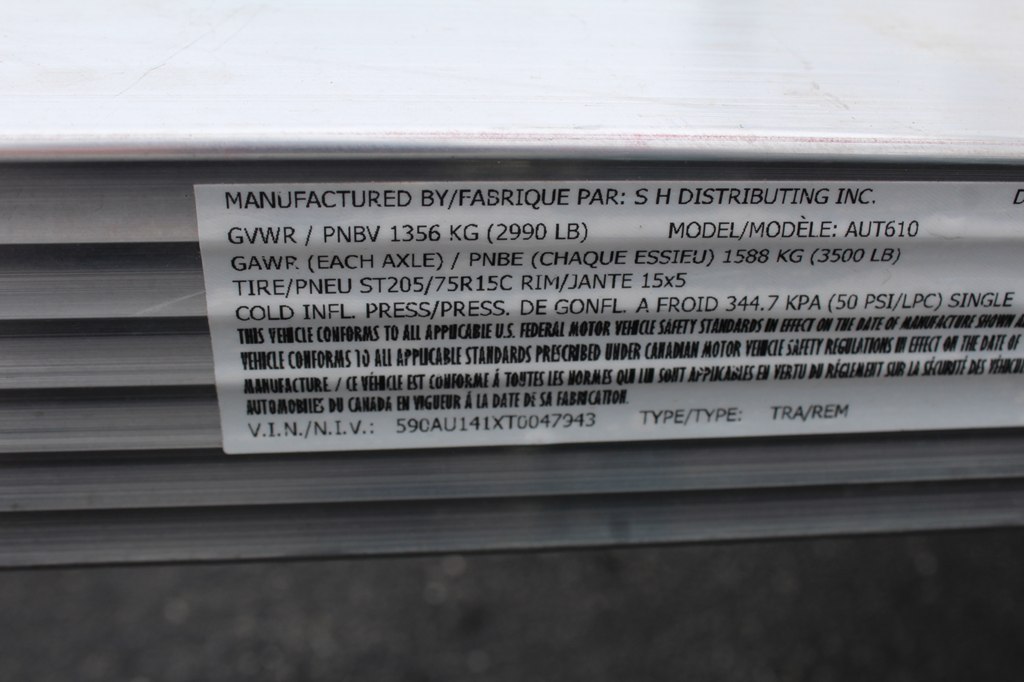 MANUFACTURED BY/FABRIQUE PAR: S H DISTRIBUTING INC. D
GVWR / PNBV 1356 KG (2990 LB) MODEL/MODÈLE: AUT610
GAWR (EACH AXLE) / PNBE (CHAQUE ESSIEU) 1588 KG (3500 LB)
TIRE/PNEU ST205/75R15C RIM/JANTE 15x5
COLD INFL. PRESS/PRESS. DE GONFL. A FROID 344.7 KPA (50 PSI/LPC) SINGLE
THIS VEHICLE CONFORMS TO ALL APPLICABLE U.S. FEDERAL MOTOR VEHICLE SAFETY STANDARDS IN EFFECT ON THE DATE OF MANUFACTURE SHOWN
VEHICLE CONFORMS TO ALL APPLICABLE STANDARDS PRESCRIBED UNDER CANADIAN MOTOR VEHICLE SAFETY REGULATIONS IN EFFECT ON THE DATE OF
MANUFACTURE. / CE VÉHICLE EST CONFORME À TOUTES LES NORMES QUI LUI SONT APPLICABLES EN VERTU DU RÉGLEMENT SUR LA SÉCURITÉ DES VÉHICULES
AUTOMOBILES DU CANADA EN VIGUEUR À LA DATE DE SA FABRICATION.
V.I.N./N.I.V.: 590AU141XT0047943 TYPE/TYPE: TRA/REM